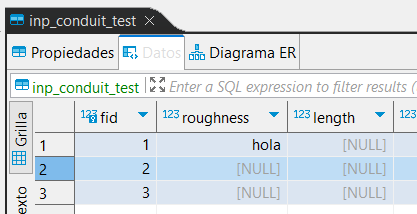 inp_conduit_test
Propiedades Datos Diagrama ER
inp_conduit_test Enter a SQL expression to filter results (
Grilla
123 fid 123 roughness 123 length
1 1 hola [NULL]
2 2 [NULL] [NULL]
3 3 [NULL] [NULL]
exto